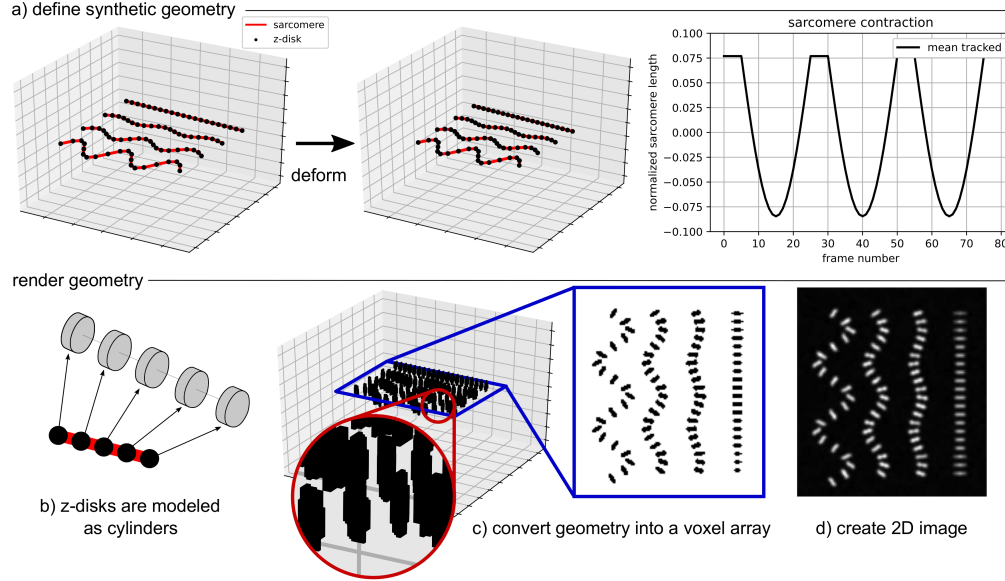 a) define synthetic geometry
sarcomere
z-disk
deform
sarcomere contraction
mean tracked
normalized sarcomere length
0.100
0.075
0.050
0.025
0.000
−0.025
−0.050
−0.075
−0.100
0 10 20 30 40 50 60 70 80
frame number
render geometry
b) z-disks are modeled
as cylinders
c) convert geometry into a voxel array
d) create 2D image